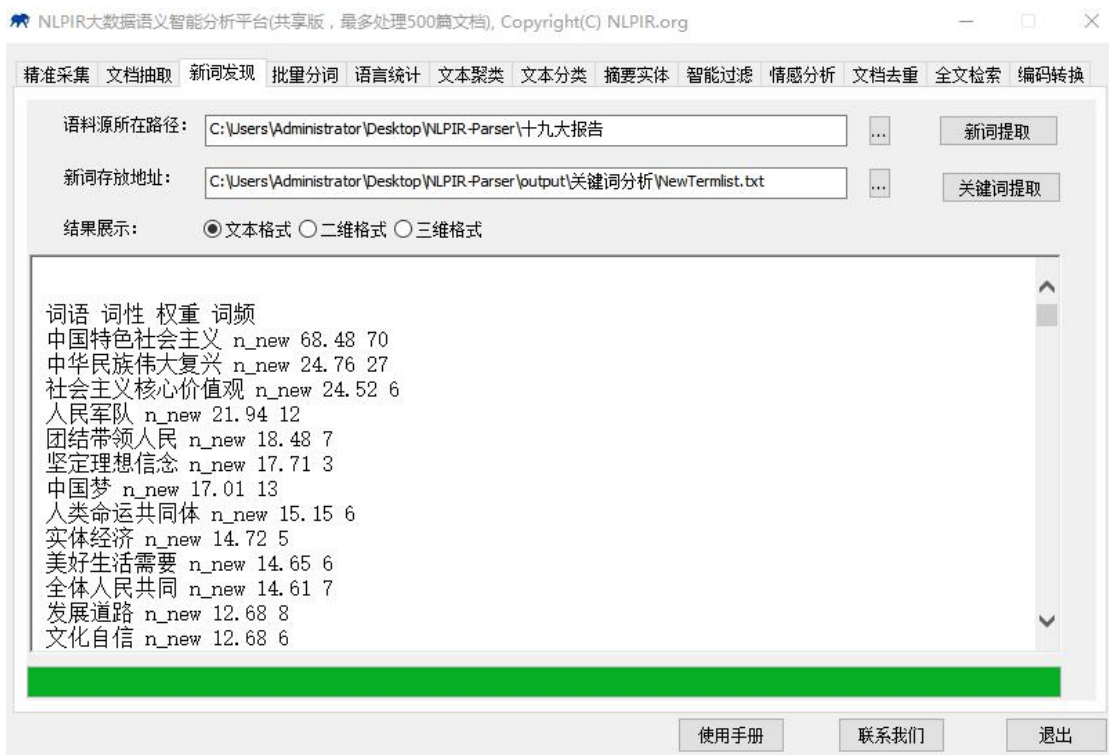 NLPIR大数据语义智能分析平台(共享版，最多处理500篇文档), Copyright(C) NLPIR.org
精准采集 文档抽取 新词发现 批量分词 语言统计 文本聚类 文本分类 摘要实体 智能过滤 情感分析 文档去重 全文检索 编码转换
语料源所在路径： C:\Users\Administrator\Desktop\NLPIR-Parser\十九大报告 ... 新词提取
新词存放地址： C:\Users\Administrator\Desktop\NLPIR-Parser\output\关键词分析\NewTermlist.txt ... 关键词提取
结果展示： 文本格式 二维格式 三维格式
词语 词性 权重 词频
中国特色社会主义 n_new 68.48 70
中华民族伟大复兴 n_new 24.76 27
社会主义核心价值观 n_new 24.52 6
人民军队 n_new 21.94 12
团结带领人民 n_new 18.48 7
坚定理想信念 n_new 17.71 3
中国梦 n_new 17.01 13
人类命运共同体 n_new 15.15 6
实体经济 n_new 14.72 5
美好生活需要 n_new 14.65 6
全体人民共同 n_new 14.61 7
发展道路 n_new 12.68 8
文化自信 n_new 12.68 6
使用手册 联系我们 退出